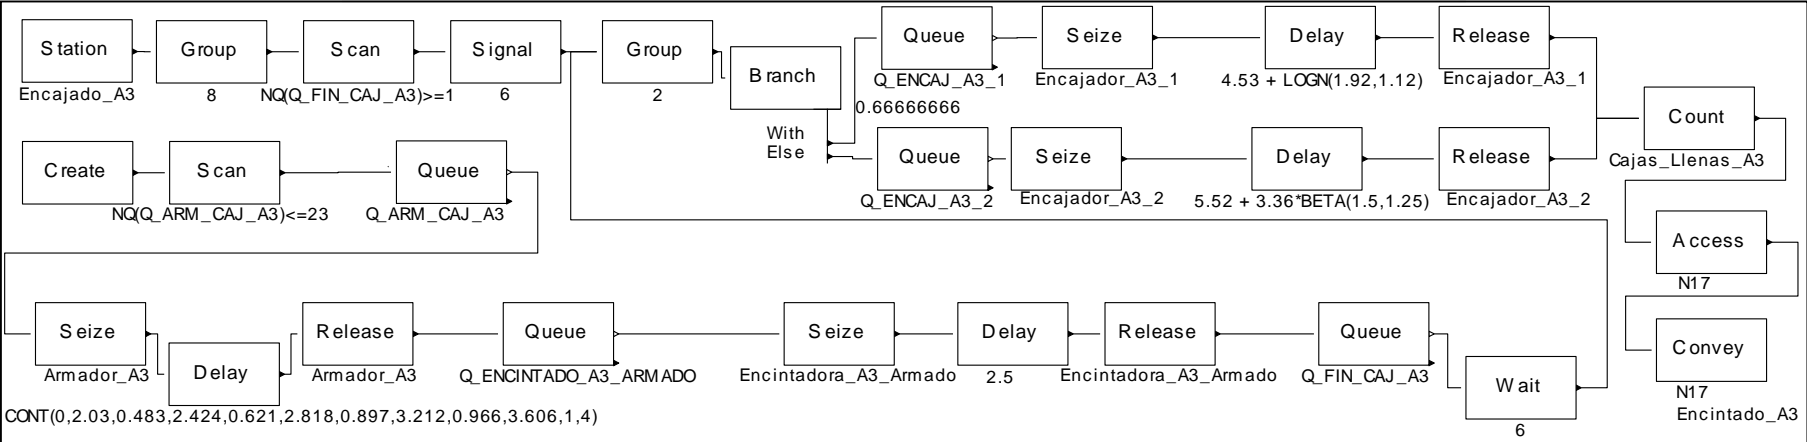 Station
Encajado_A3
Group
8
Scan
NQ(Q_FIN_CAJ_A3)>=1
Signal
6
Group
2
Branch
With
Else
0.66666666
Queue
Q_ENCAJ_A3_1
Seize
Encajador_A3_1
Delay
4.53 + LOGN(1.92,1.12)
Release
Encajador_A3_1
Queue
Q_ENCAJ_A3_2
Seize
Encajador_A3_2
Delay
5.52 + 3.36*BETA(1.5,1.25)
Release
Encajador_A3_2
Count
Cajas_Llenas_A3
Access
N17
Convey
N17
Encintado_A3
Create
Scan
NQ(Q_ARM_CAJ_A3)<=23
Queue
Q_ARM_CAJ_A3
Seize
Armador_A3
Delay
CONT(0,2.03,0.483,2.424,0.621,2.818,0.897,3.212,0.966,3.606,1,4)
Release
Armador_A3
Queue
Q_ENCINTADO_A3_ARMADO
Seize
Encintadora_A3_Armado
Delay
2.5
Release
Encintadora_A3_Armado
Queue
Q_FIN_CAJ_A3
Wait
6